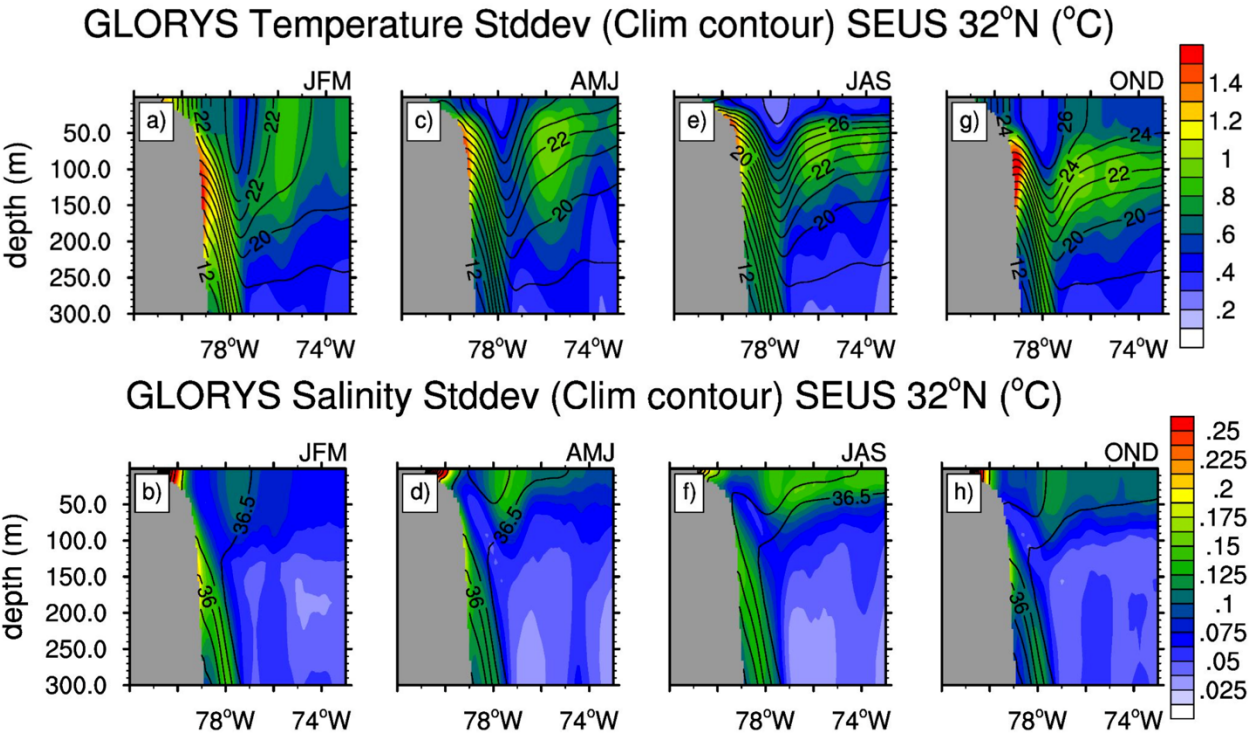 GLORYS Temperature Stddev (Clim contour) SEUS 32°N (°C)
JFM AMJ JAS OND
a) c) e) g)
depth (m)
50.0
100.0
150.0
200.0
250.0
300.0
22 22 22 20 12
22 20 12
26 20 22 20 12
24 26 24 24 22 20 20 12
78°W 74°W 78°W 74°W 78°W 74°W 78°W 74°W
1.4
1.2
1
.8
.6
.4
.2
GLORYS Salinity Stddev (Clim contour) SEUS 32°N (°C)
JFM AMJ JAS OND
b) d) f) h)
depth (m)
50.0
100.0
150.0
200.0
250.0
300.0
36.5 36
36.5 36
36.5
36
78°W 74°W 78°W 74°W 78°W 74°W 78°W 74°W
.25
.225
.2
.175
.15
.125
.1
.075
.05
.025